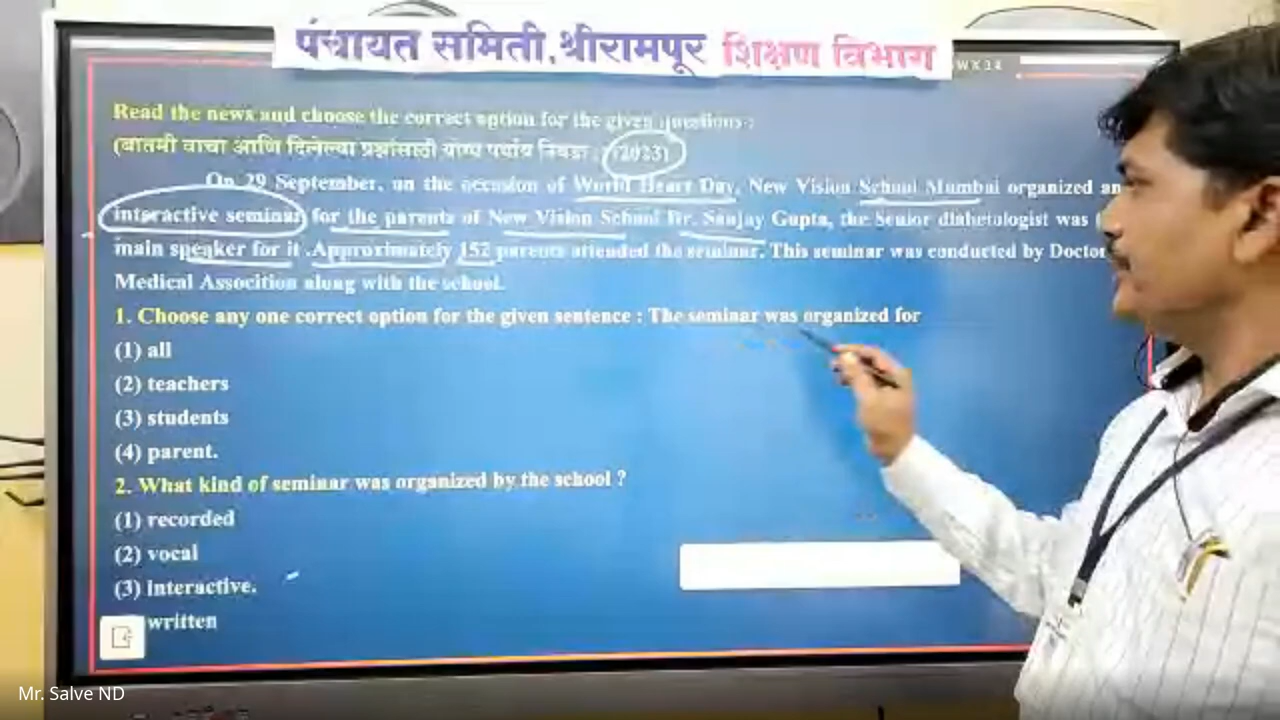 पंचायत समिती,श्रीरामपूर शिक्षण विभाग
Read the news and choose the correct option for the given questions :
(बातमी वाचा आणि दिलेल्या प्रश्नांसाठी योग्य पर्याय निवडा : (2023)
On 29 September, on the occasion of World Heart Day, New Vision School Mumbai organized an
interactive seminar for the parents of New Vision School Dr. Sanjay Gupta, the Senior diabetologist was
main speaker for it .Approximately 152 parents attended the seminar. This seminar was conducted by Doctor
Medical Assocition along with the school.
1. Choose any one correct option for the given sentence : The seminar was organized for
(1) all
(2) teachers
(3) students
(4) parent.
2. What kind of seminar was organized by the school ?
(1) recorded
(2) vocal
(3) interactive.
written
Mr. Salve ND